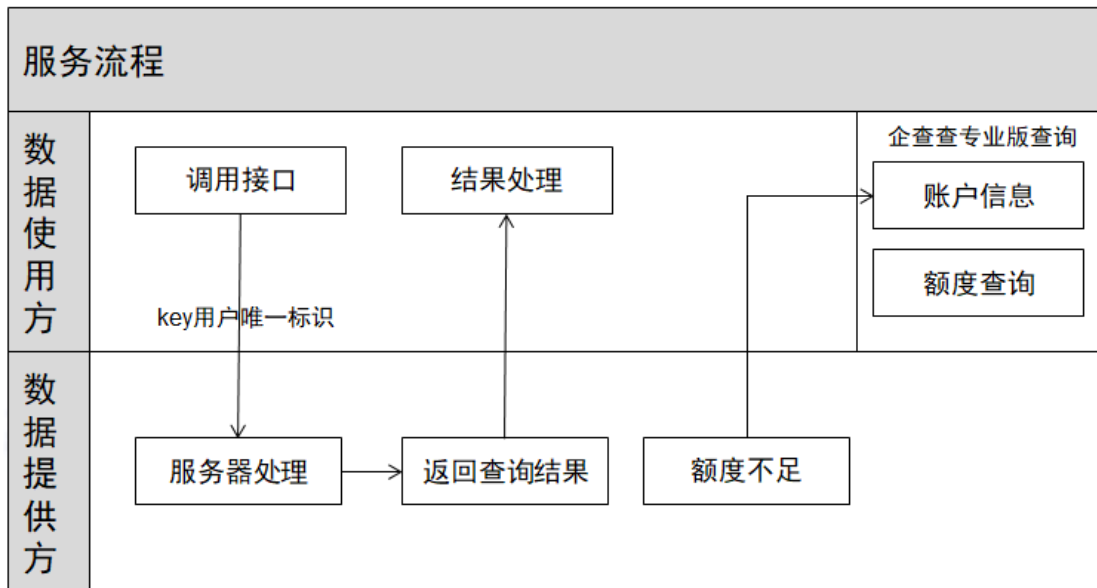 服务流程
数据使用方
调用接口
结果处理
企查查专业版查询
账户信息
额度查询
key用户唯一标识
数据提供方
服务器处理
返回查询结果
额度不足